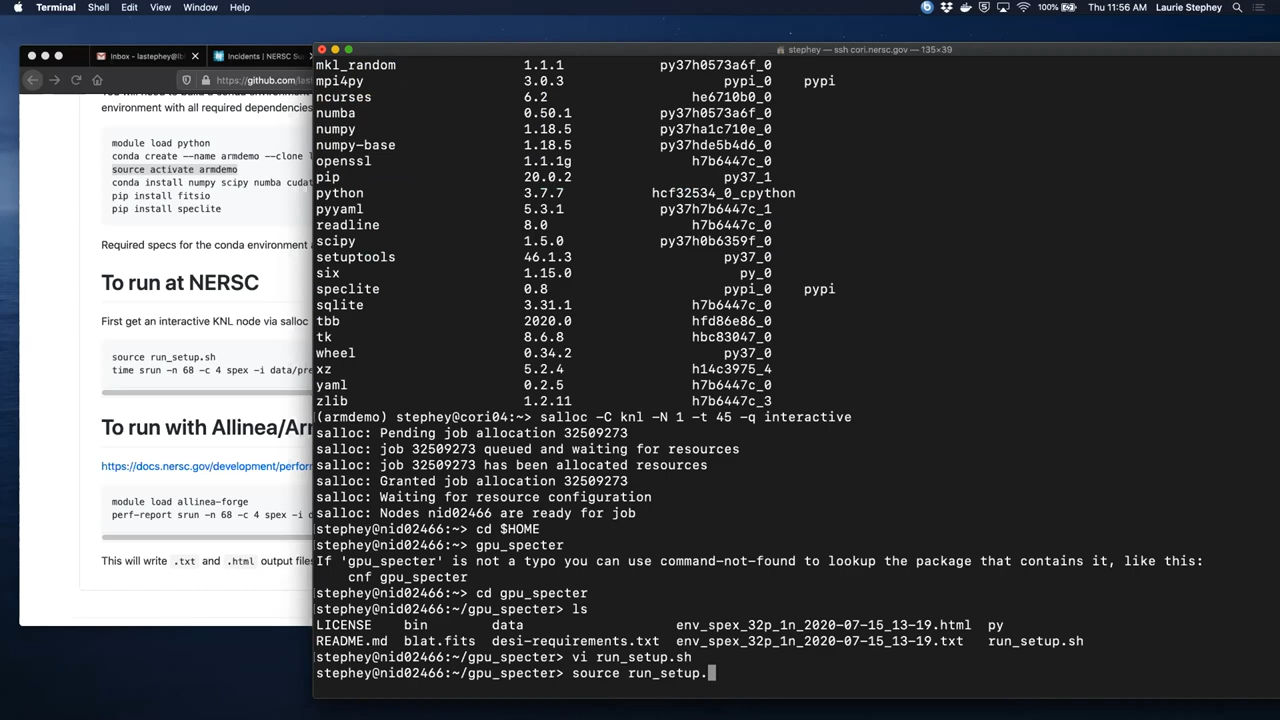 Terminal Shell Edit View Window Help 100% Thu 11:56 AM Laurie Stephey
stephey — ssh cori.nersc.gov — 135×39
Inbox - lastephey@lb
Incidents | NERSC Su
https://github.com/las
environment with all required dependencies
module load python
conda create --name armdemo --clone l
source activate armdemo
conda install numpy scipy numba cudat
pip install fitsio
pip install speclite
Required specs for the conda environment a
To run at NERSC
First get an interactive KNL node via salloc
source run_setup.sh
time srun -n 68 -c 4 spex -i data/pre
To run with Allinea/Arm
https://docs.nersc.gov/development/perfor
module load allinea-forge
perf-report srun -n 68 -c 4 spex -i d
This will write .txt and .html output files
mkl_random 1.1.1 py37h0573a6f_0
mpi4py 3.0.3 pypi_0 pypi
ncurses 6.2 he6710b0_0
numba 0.50.1 py37h0573a6f_0
numpy 1.18.5 py37ha1c710e_0
numpy-base 1.18.5 py37hde5b4d6_0
openssl 1.1.1g h7b6447c_0
pip 20.0.2 py37_1
python 3.7.7 hcf32534_0_cpython
pyyaml 5.3.1 py37h7b6447c_1
readline 8.0 h7b6447c_0
scipy 1.5.0 py37h0b6359f_0
setuptools 46.1.3 py37_0
six 1.15.0 py_0
speclite 0.8 pypi_0 pypi
sqlite 3.31.1 h7b6447c_0
tbb 2020.0 hfd86e86_0
tk 8.6.8 hbc83047_0
wheel 0.34.2 py37_0
xz 5.2.4 h14c3975_4
yaml 0.2.5 h7b6447c_0
zlib 1.2.11 h7b6447c_3
(armdemo) stephey@cori04:~> salloc -C knl -N 1 -t 45 -q interactive
salloc: Pending job allocation 32509273
salloc: job 32509273 queued and waiting for resources
salloc: job 32509273 has been allocated resources
salloc: Granted job allocation 32509273
salloc: Waiting for resource configuration
salloc: Nodes nid02466 are ready for job
stephey@nid02466:~> cd $HOME
stephey@nid02466:~> gpu_specter
If 'gpu_specter' is not a typo you can use command-not-found to lookup the package that contains it, like this:
cnf gpu_specter
stephey@nid02466:~> cd gpu_specter
stephey@nid02466:~/gpu_specter> ls
LICENSE bin data env_spex_32p_1n_2020-07-15_13-19.html py
README.md blat.fits desi-requirements.txt env_spex_32p_1n_2020-07-15_13-19.txt run_setup.sh
stephey@nid02466:~/gpu_specter> vi run_setup.sh
stephey@nid02466:~/gpu_specter> source run_setup.